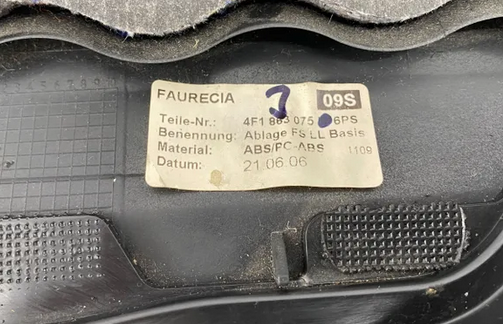 FAURECIA J 09S
Teile-Nr.: 4F1 863 075 6PS
Benennung: Ablage FS LL Basis
Material: ABS/PC-ABS 1109
Datum: 21 06.06